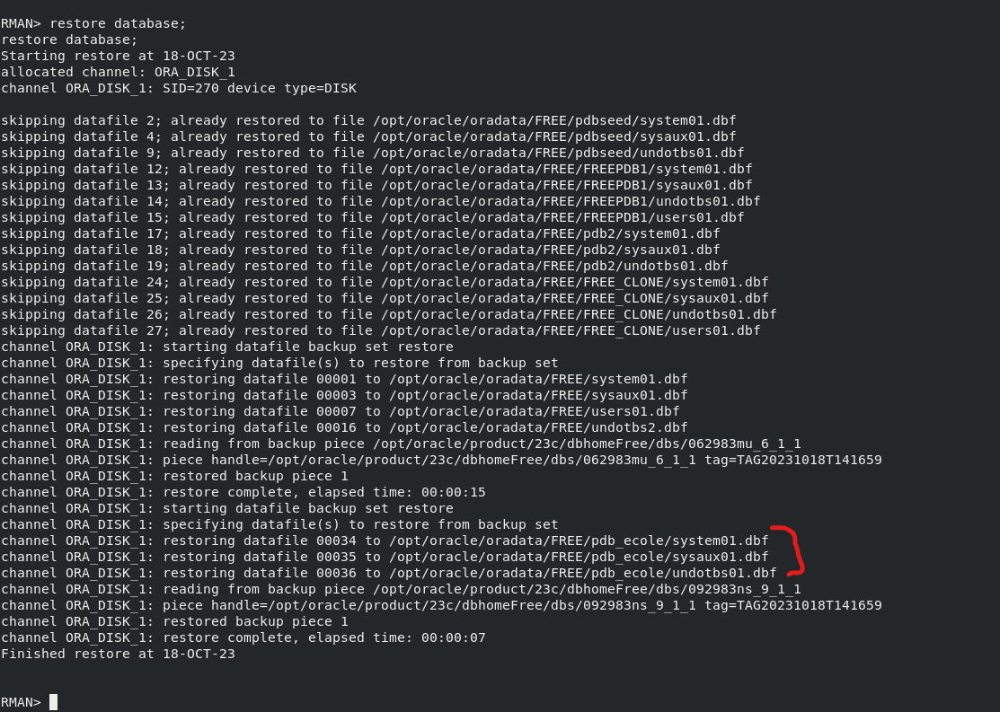 RMAN> restore database;
restore database;
Starting restore at 18-OCT-23
allocated channel: ORA_DISK_1
channel ORA_DISK_1: SID=270 device type=DISK
skipping datafile 2; already restored to file /opt/oracle/oradata/FREE/pdbseed/system01.dbf
skipping datafile 4; already restored to file /opt/oracle/oradata/FREE/pdbseed/sysaux01.dbf
skipping datafile 9; already restored to file /opt/oracle/oradata/FREE/pdbseed/undotbs01.dbf
skipping datafile 12; already restored to file /opt/oracle/oradata/FREE/FREEPDB1/system01.dbf
skipping datafile 13; already restored to file /opt/oracle/oradata/FREE/FREEPDB1/sysaux01.dbf
skipping datafile 14; already restored to file /opt/oracle/oradata/FREE/FREEPDB1/undotbs01.dbf
skipping datafile 15; already restored to file /opt/oracle/oradata/FREE/FREEPDB1/users01.dbf
skipping datafile 17; already restored to file /opt/oracle/oradata/FREE/pdb2/system01.dbf
skipping datafile 18; already restored to file /opt/oracle/oradata/FREE/pdb2/sysaux01.dbf
skipping datafile 19; already restored to file /opt/oracle/oradata/FREE/pdb2/undotbs01.dbf
skipping datafile 24; already restored to file /opt/oracle/oradata/FREE/FREE_CLONE/system01.dbf
skipping datafile 25; already restored to file /opt/oracle/oradata/FREE/FREE_CLONE/sysaux01.dbf
skipping datafile 26; already restored to file /opt/oracle/oradata/FREE/FREE_CLONE/undotbs01.dbf
skipping datafile 27; already restored to file /opt/oracle/oradata/FREE/FREE_CLONE/users01.dbf
channel ORA_DISK_1: starting datafile backup set restore
channel ORA_DISK_1: specifying datafile(s) to restore from backup set
channel ORA_DISK_1: restoring datafile 00001 to /opt/oracle/oradata/FREE/system01.dbf
channel ORA_DISK_1: restoring datafile 00003 to /opt/oracle/oradata/FREE/sysaux01.dbf
channel ORA_DISK_1: restoring datafile 00007 to /opt/oracle/oradata/FREE/users01.dbf
channel ORA_DISK_1: restoring datafile 00016 to /opt/oracle/oradata/FREE/undotbs2.dbf
channel ORA_DISK_1: reading from backup piece /opt/oracle/product/23c/dbhomeFree/dbs/062983mu_6_1_1
channel ORA_DISK_1: piece handle=/opt/oracle/product/23c/dbhomeFree/dbs/062983mu_6_1_1 tag=TAG20231018T141659
channel ORA_DISK_1: restored backup piece 1
channel ORA_DISK_1: restore complete, elapsed time: 00:00:15
channel ORA_DISK_1: starting datafile backup set restore
channel ORA_DISK_1: specifying datafile(s) to restore from backup set
channel ORA_DISK_1: restoring datafile 00034 to /opt/oracle/oradata/FREE/pdb_ecole/system01.dbf
channel ORA_DISK_1: restoring datafile 00035 to /opt/oracle/oradata/FREE/pdb_ecole/sysaux01.dbf
channel ORA_DISK_1: restoring datafile 00036 to /opt/oracle/oradata/FREE/pdb_ecole/undotbs01.dbf
channel ORA_DISK_1: reading from backup piece /opt/oracle/product/23c/dbhomeFree/dbs/092983ns_9_1_1
channel ORA_DISK_1: piece handle=/opt/oracle/product/23c/dbhomeFree/dbs/092983ns_9_1_1 tag=TAG20231018T141659
channel ORA_DISK_1: restored backup piece 1
channel ORA_DISK_1: restore complete, elapsed time: 00:00:07
Finished restore at 18-OCT-23
RMAN>